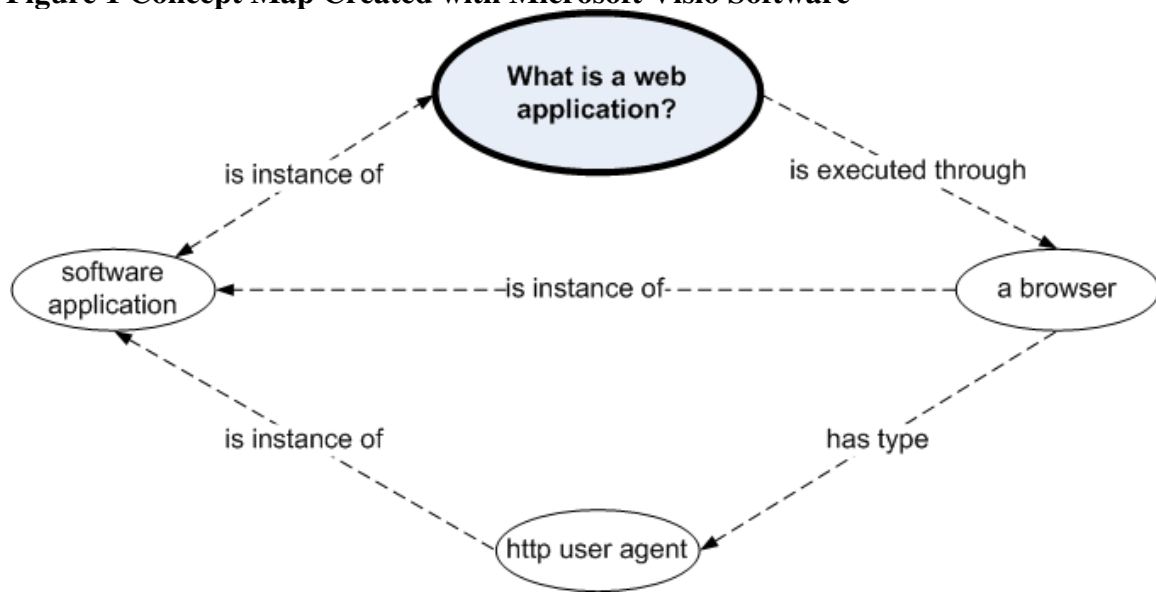 Figure 1 Concept Map Created with Microsoft Visio Software
What is a web
application?
is instance of
is executed through
software
application
is instance of
a browser
is instance of
has type
http user agent